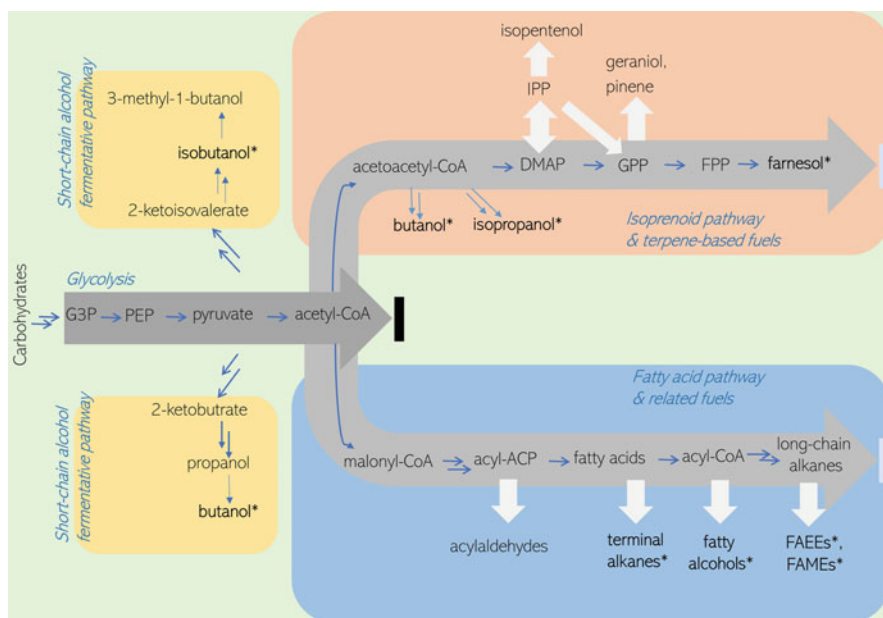 isopentenol
IPP
geraniol,
pinene
3-methyl-1-butanol
Short-chain alcohol
fermentative pathway
isobutanol*
2-ketoisovalerate
acetoacetyl-CoA
DMAP
GPP
FPP
farnesol*
butanol*
isopropanol*
Isoprenoid pathway
& terpene-based fuels
Glycolysis
Carbohydrates
G3P
PEP
pyruvate
acetyl-CoA
Fatty acid pathway
& related fuels
Short-chain alcohol
fermentative pathway
2-ketobutrate
propanol
butanol*
malonyl-CoA
acyl-ACP
fatty acids
acyl-CoA
long-chain
alkanes
acylaldehydes
terminal
alkanes*
fatty
alcohols*
FAEEs*,
FAMEs*